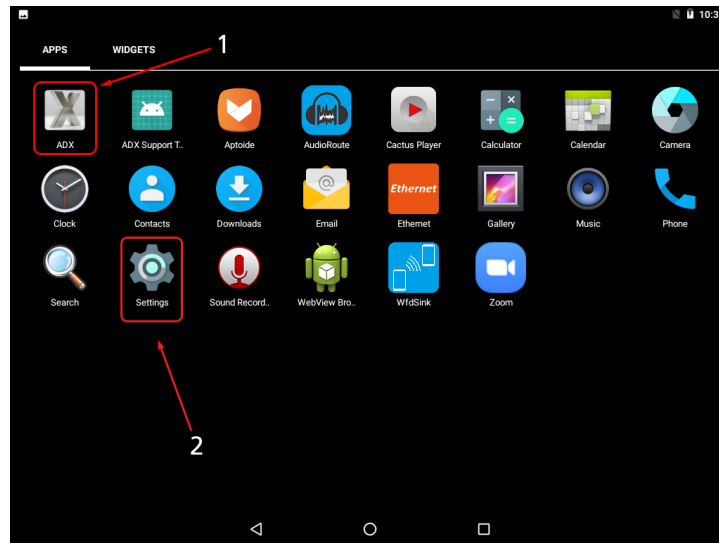 10:3
APPS WIDGETS 1
ADX ADX Support T.. Aptoide AudioRoute Cactus Player Calculator Calendar Camera
@
Ethernet
Clock Contacts Downloads Email Ethernet Gallery Music Phone
Search Settings Sound Record.. WebView Bro.. WfdSink Zoom
2